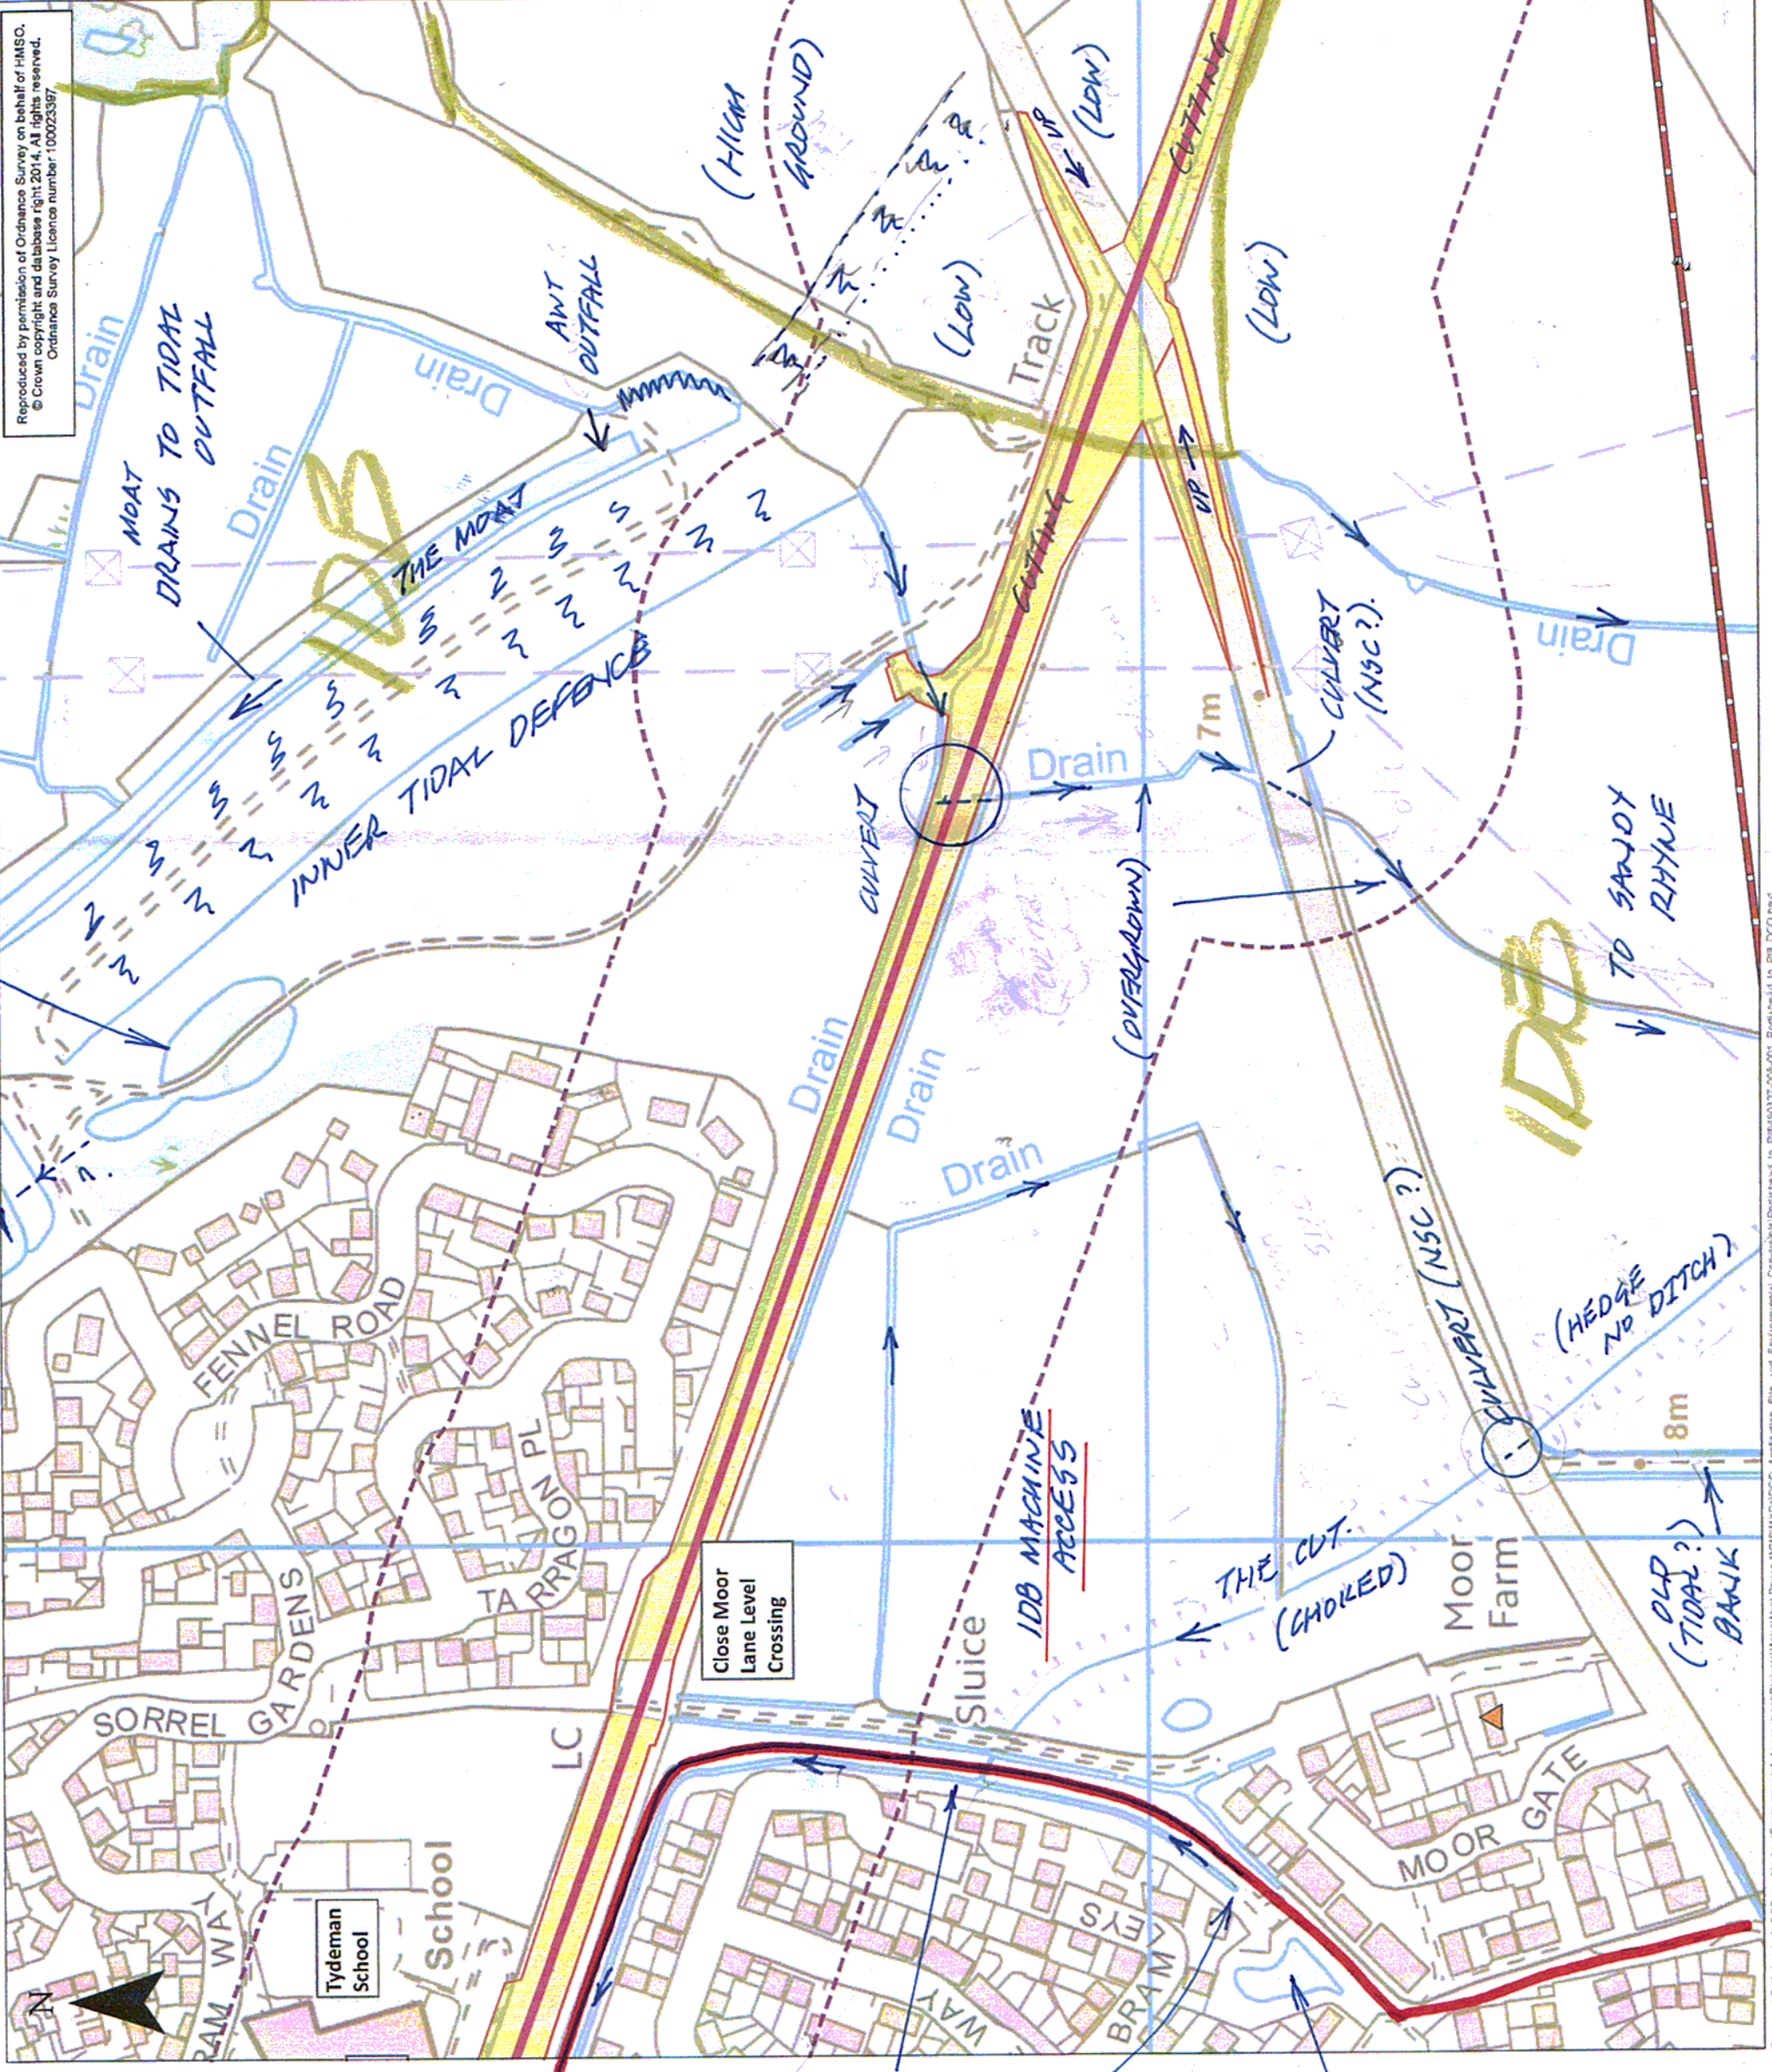 Reproduced by permission of Ordnance Survey on behalf of HMSO.
© Crown copyright and database right 2014. All rights reserved.
Ordnance Survey Licence number 100023397.
Drain
MOAT
DRAINS TO TIDAL
OUTFALL
Drain
Drain
AWT
OUTFALL
(HIGH
GROUND)
(LOW)
UP
CUTTING
(LOW)
(LOW)
Track
IDB
THE MOAT
INNER TIDAL DEFENCE
CUTTING
UP
Drain
CULVERT
(NSC?).
7m
Drain
CULVERT
(OVERGROWN)
TO SANDY
RHYNE
IDB
Drain
Drain
Drain
CULVERT (NSC?)
(HEDGE
NO DITCH)
8m
FENNEL ROAD
TARRAGON PL
SORREL GARDENS
Close Moor
Lane Level
Crossing
IDB MACHINE
ACCESS
THE CUT.
(CHOKED)
Moor
Farm
OLD
(TIDAL?)
BANK
Sluice
LC
MOOR GATE
Tydeman
School
School
N
WAY
WAY